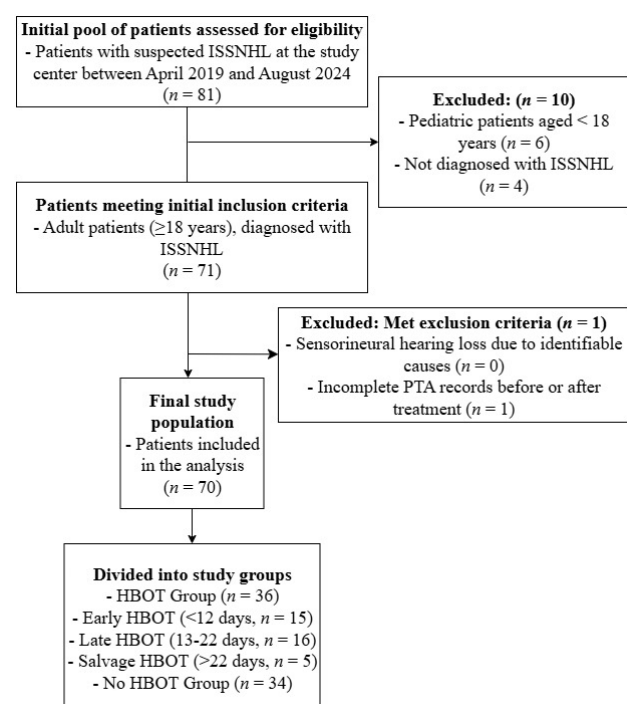 Initial pool of patients assessed for eligibility
- Patients with suspected ISSNHL at the study
center between April 2019 and August 2024
(n = 81)
Excluded: (n = 10)
- Pediatric patients aged < 18
years (n = 6)
- Not diagnosed with ISSNHL
(n = 4)
Patients meeting initial inclusion criteria
- Adult patients (≥18 years), diagnosed with
ISSNHL
(n = 71)
Excluded: Met exclusion criteria (n = 1)
- Sensorineural hearing loss due to identifiable
causes (n = 0)
- Incomplete PTA records before or after
treatment (n = 1)
Final study
population
- Patients included
in the analysis
(n = 70)
Divided into study groups
- HBOT Group (n = 36)
- Early HBOT (<12 days, n = 15)
- Late HBOT (13-22 days, n = 16)
- Salvage HBOT (>22 days, n = 5)
- No HBOT Group (n = 34)